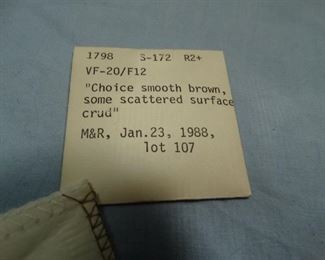 1798 S-172 R2+
VF-20/F12
"Choice smooth brown,
some scattered surface
crud"
M&R, Jan.23, 1988,
lot 107